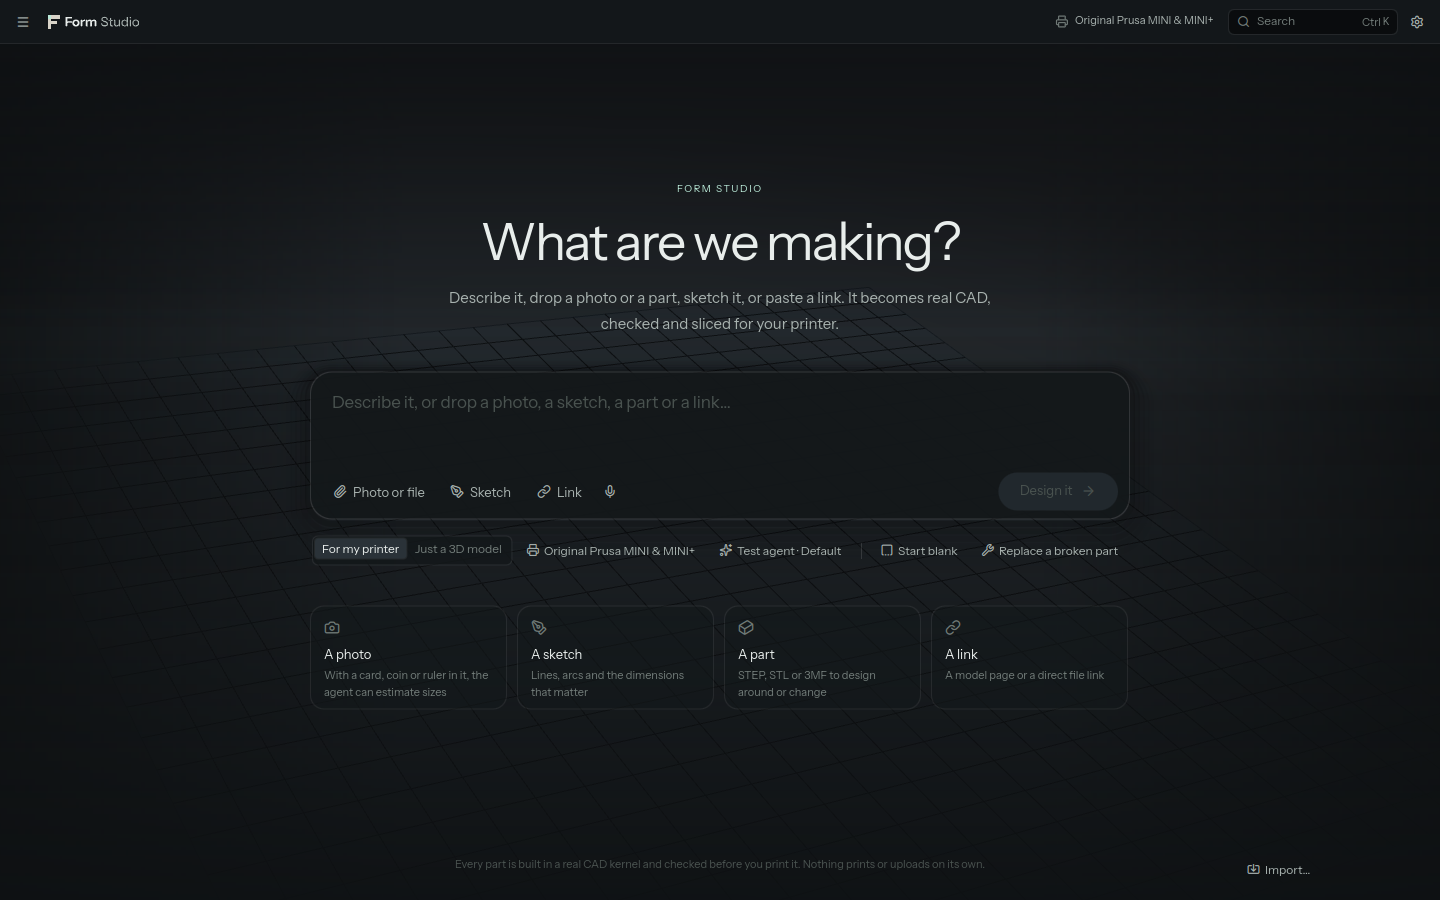 Form Studio
Original Prusa MINI & MINI+
Search
Ctrl K
FORM STUDIO
What are we making?
Describe it, drop a photo or a part, sketch it, or paste a link. It becomes real CAD,
checked and sliced for your printer.
Describe it, or drop a photo, a sketch, a part or a link...
Photo or file
Sketch
Link
Design it
For my printer
Just a 3D model
Original Prusa MINI & MINI+
Test agent · Default
Start blank
Replace a broken part
A photo
With a card, coin or ruler in it, the
agent can estimate sizes
A sketch
Lines, arcs and the dimensions
that matter
A part
STEP, STL or 3MF to design
around or change
A link
A model page or a direct file link
Every part is built in a real CAD kernel and checked before you print it. Nothing prints or uploads on its own.
Import...